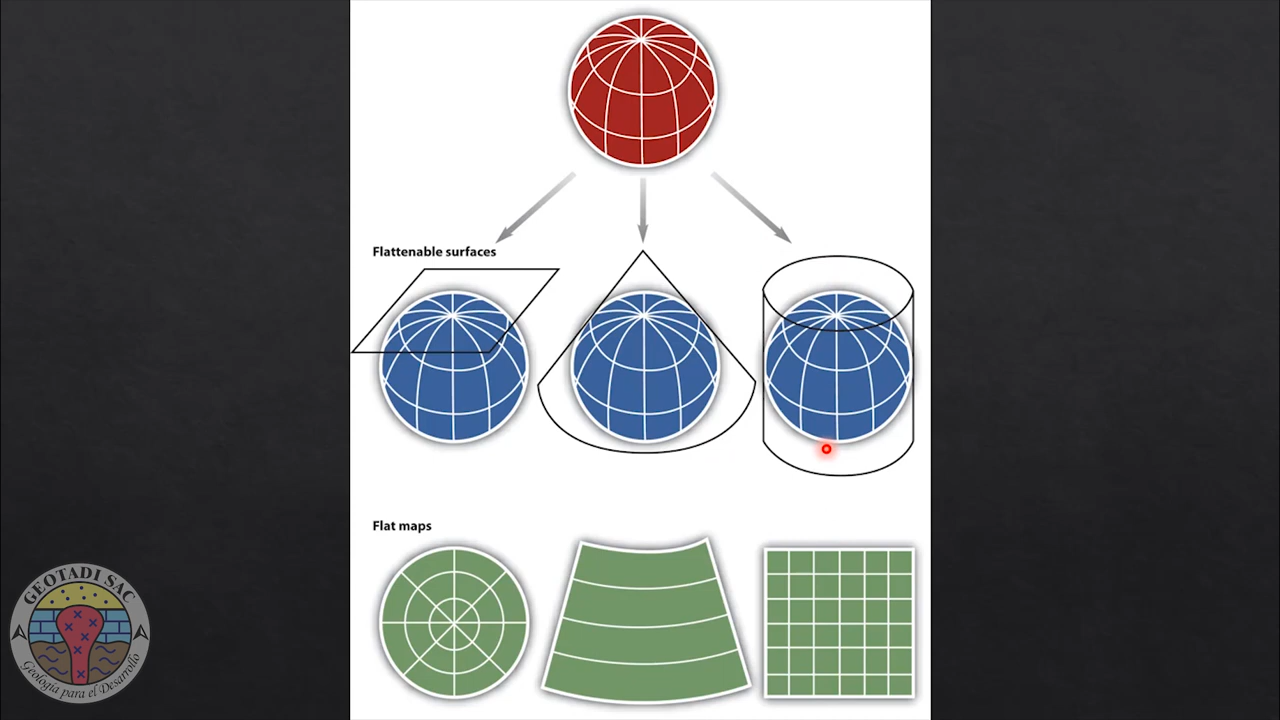 Flattenable surfaces
Flat maps
GEOTADI SAC
Geología para el Desarrollo